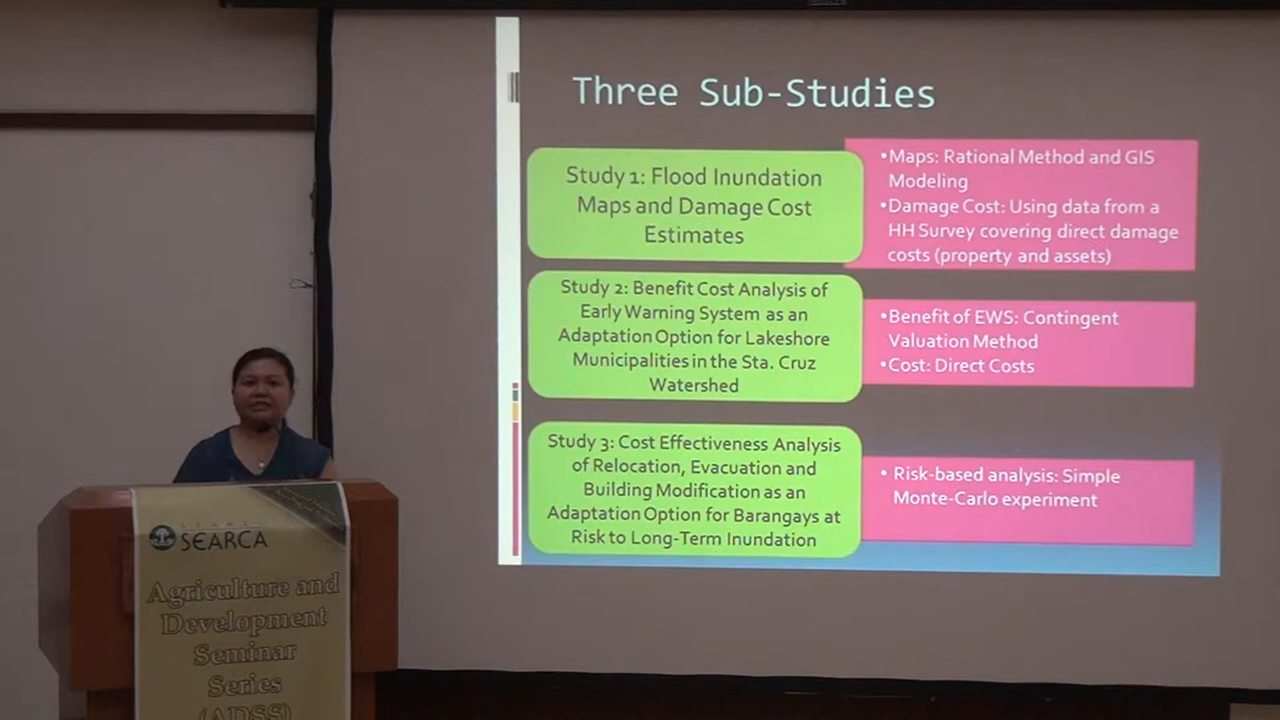 Three Sub-Studies
Study 1: Flood Inundation
Maps and Damage Cost
Estimates
•Maps: Rational Method and GIS
Modeling
•Damage Cost: Using data from a
HH Survey covering direct damage
costs (property and assets)
Study 2: Benefit Cost Analysis of
Early Warning System as an
Adaptation Option for Lakeshore
Municipalities in the Sta. Cruz
Watershed
•Benefit of EWS: Contingent
Valuation Method
•Cost: Direct Costs
Study 3: Cost Effectiveness Analysis
of Relocation, Evacuation and
Building Modification as an
Adaptation Option for Barangays at
Risk to Long-Term Inundation
• Risk-based analysis: Simple
Monte-Carlo experiment
SEARCA
Agriculture and
Development
Seminar
Series
(ADSS)